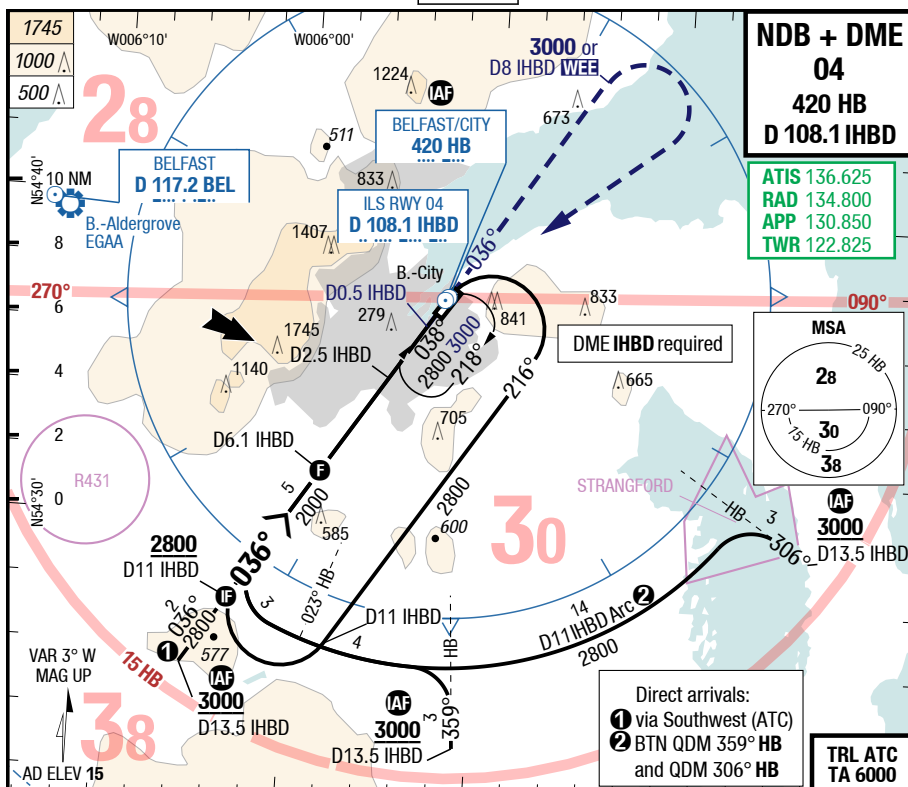 1745
1000
500
W006°10'
W006°00'
3000 or
D8 IHBD WEE
NDB + DME
04
420 HB
D 108.1 IHBD
28
1224
IAF
673
511
BELFAST/CITY
420 HB
N54°40'
10 NM
BELFAST
D 117.2 BEL
833
ATIS 136.625
RAD 134.800
APP 130.850
TWR 122.825
B.-Aldergrove
EGAA
ILS RWY 04
D 108.1 IHBD
8
1407
036°
B.-City
270°
D0.5 IHBD
090°
6
279
841
833
1745
D2.5 IHBD
038°
2800 3000
218°
DME IHBD required
MSA
25 HB
28
270°
090°
15 HB
30
38
4
1140
216°
665
2
705
D6.1 IHBD
F
R431
5
2000
2800
STRANGFORD
N54°30'
0
585
600
30
HB
3
IAF
3000
D13.5 IHBD
306°
2800
D11 IHBD
036°
IF
023° HB
3
2
036°
2800
D11 IHBD
4
HB
14
D11IHBD Arc 2
2800
1
577
VAR 3° W
MAG UP
15 HB
IAF
3000
D13.5 IHBD
IAF
3000
D13.5 IHBD
3
359°
38
Direct arrivals:
1 via Southwest (ATC)
2 BTN QDM 359° HB
and QDM 306° HB
AD ELEV 15
TRL ATC
TA 6000